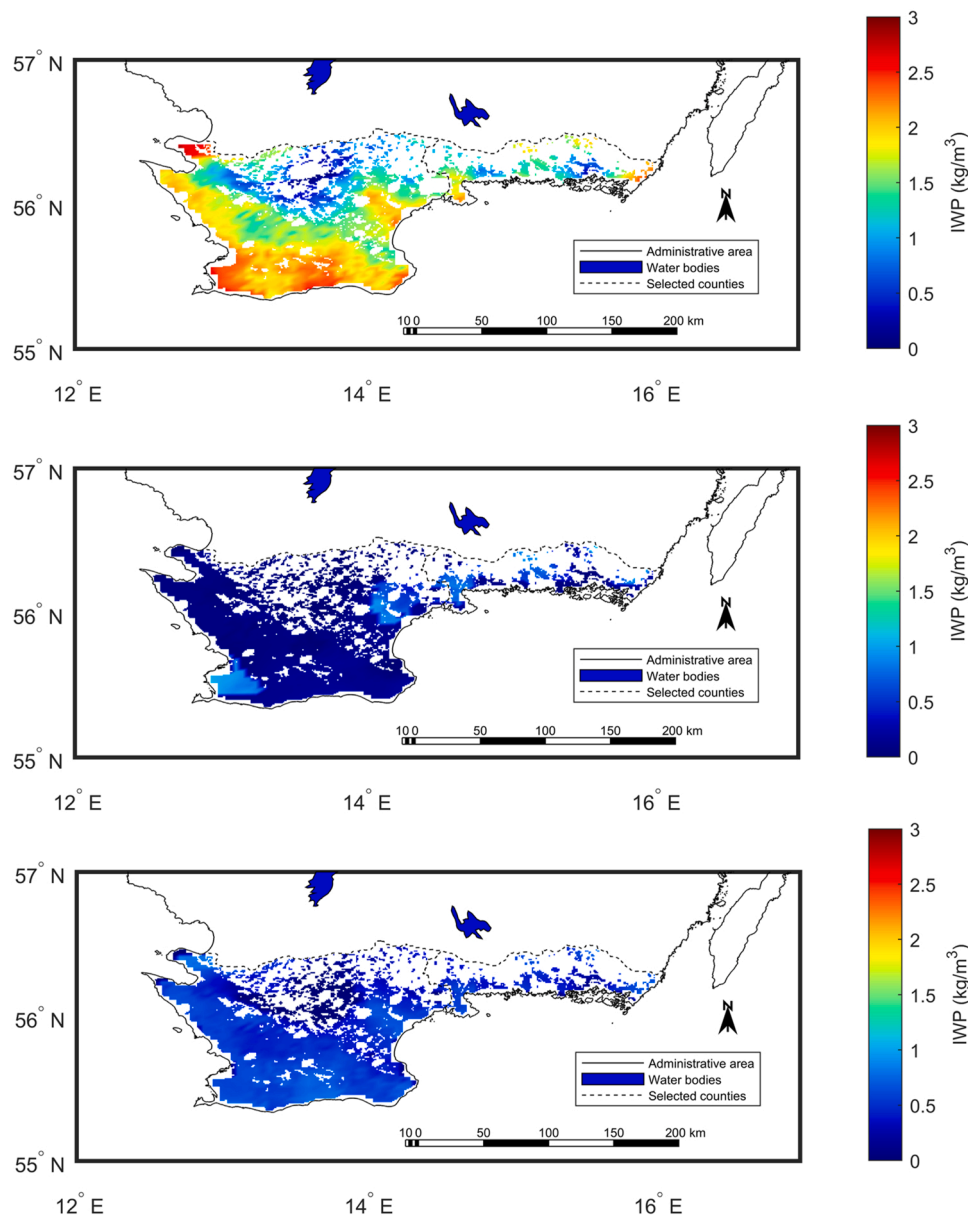 57° N
56° N
55° N
12° E
14° E
16° E
N
Administrative area
Water bodies
Selected counties
10 0 50 100 150 200 km
3
2.5
2
1.5
1
0.5
0
IWP (kg/m³)
57° N
56° N
55° N
12° E
14° E
16° E
N
Administrative area
Water bodies
Selected counties
10 0 50 100 150 200 km
3
2.5
2
1.5
1
0.5
0
IWP (kg/m³)
57° N
56° N
55° N
12° E
14° E
16° E
N
Administrative area
Water bodies
Selected counties
10 0 50 100 150 200 km
3
2.5
2
1.5
1
0.5
0
IWP (kg/m³)